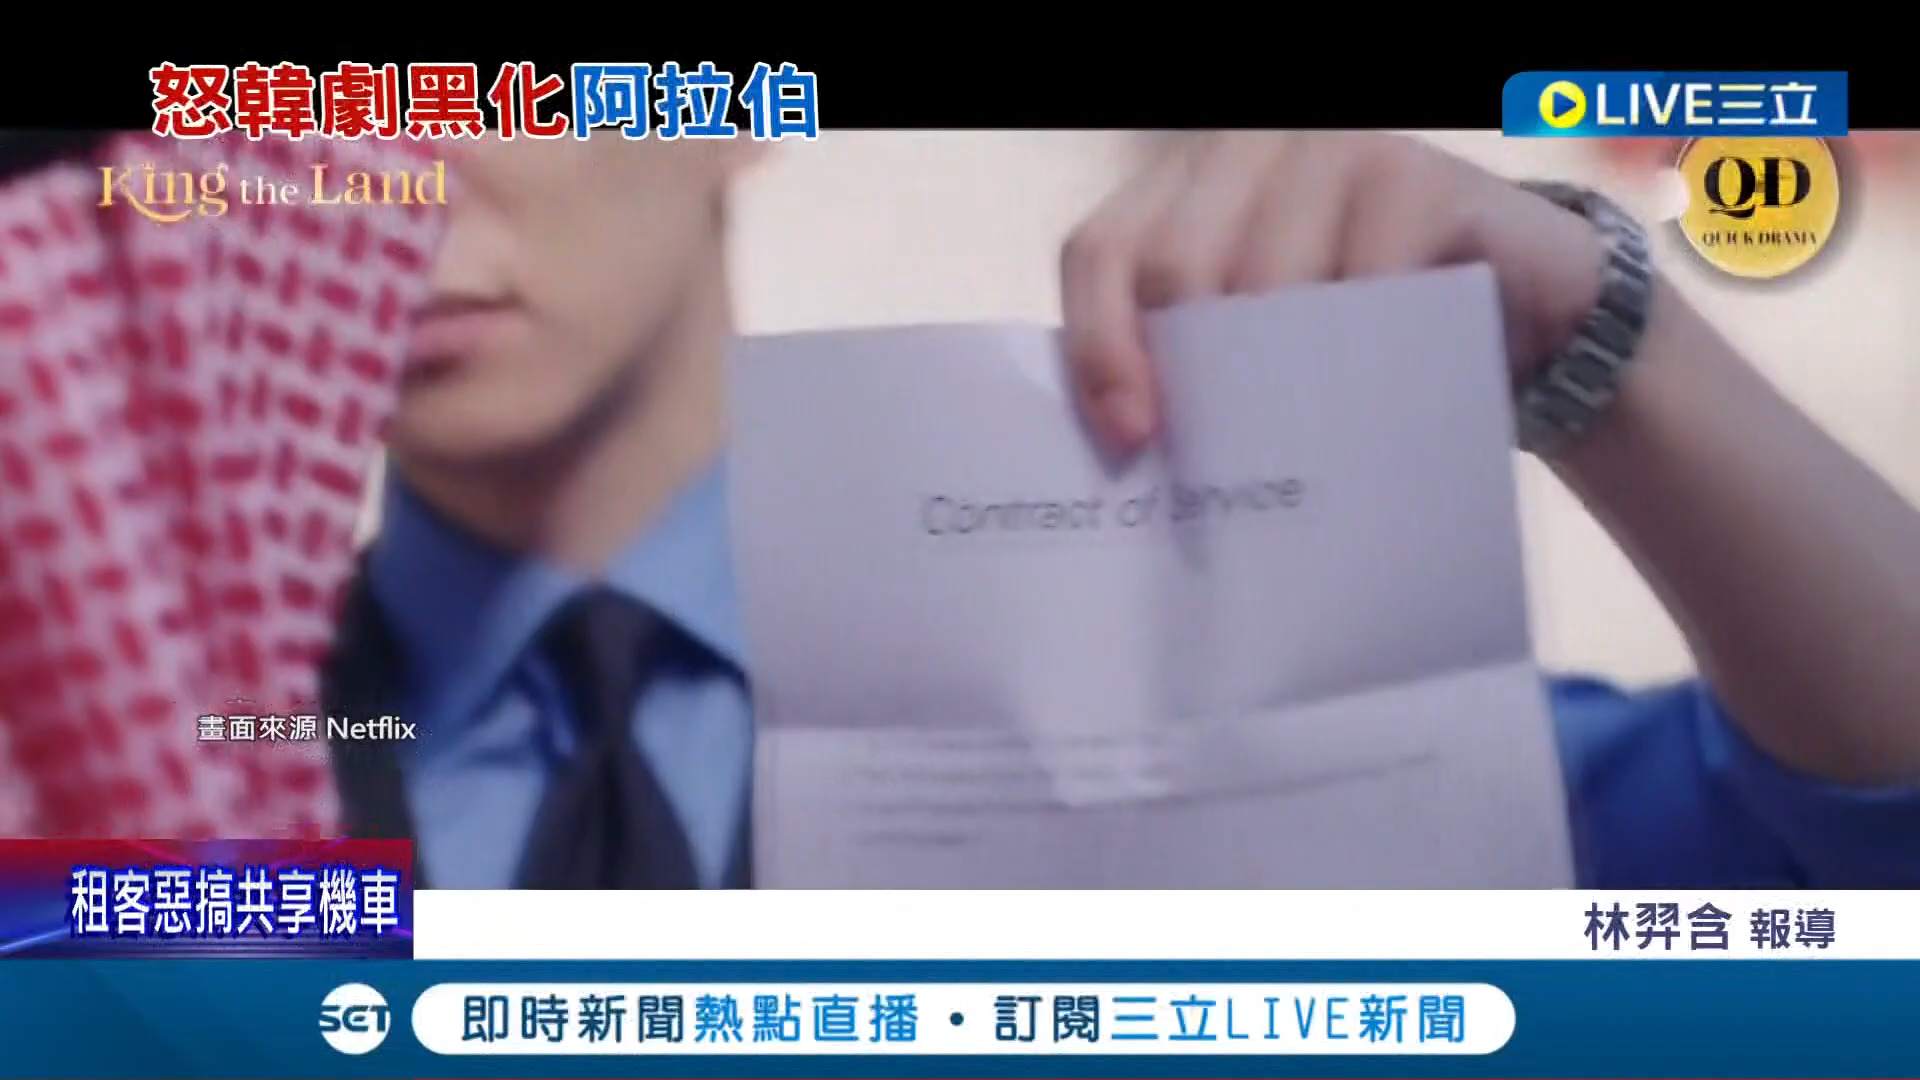 怒韓劇黑化阿拉伯
LIVE三立
King the Land
QD
QUICK DRAMA
Contract of Service
畫面來源 Netflix
租客惡搞共享機車
林羿含 報導
SET
即時新聞熱點直播・訂閱三立LIVE新聞